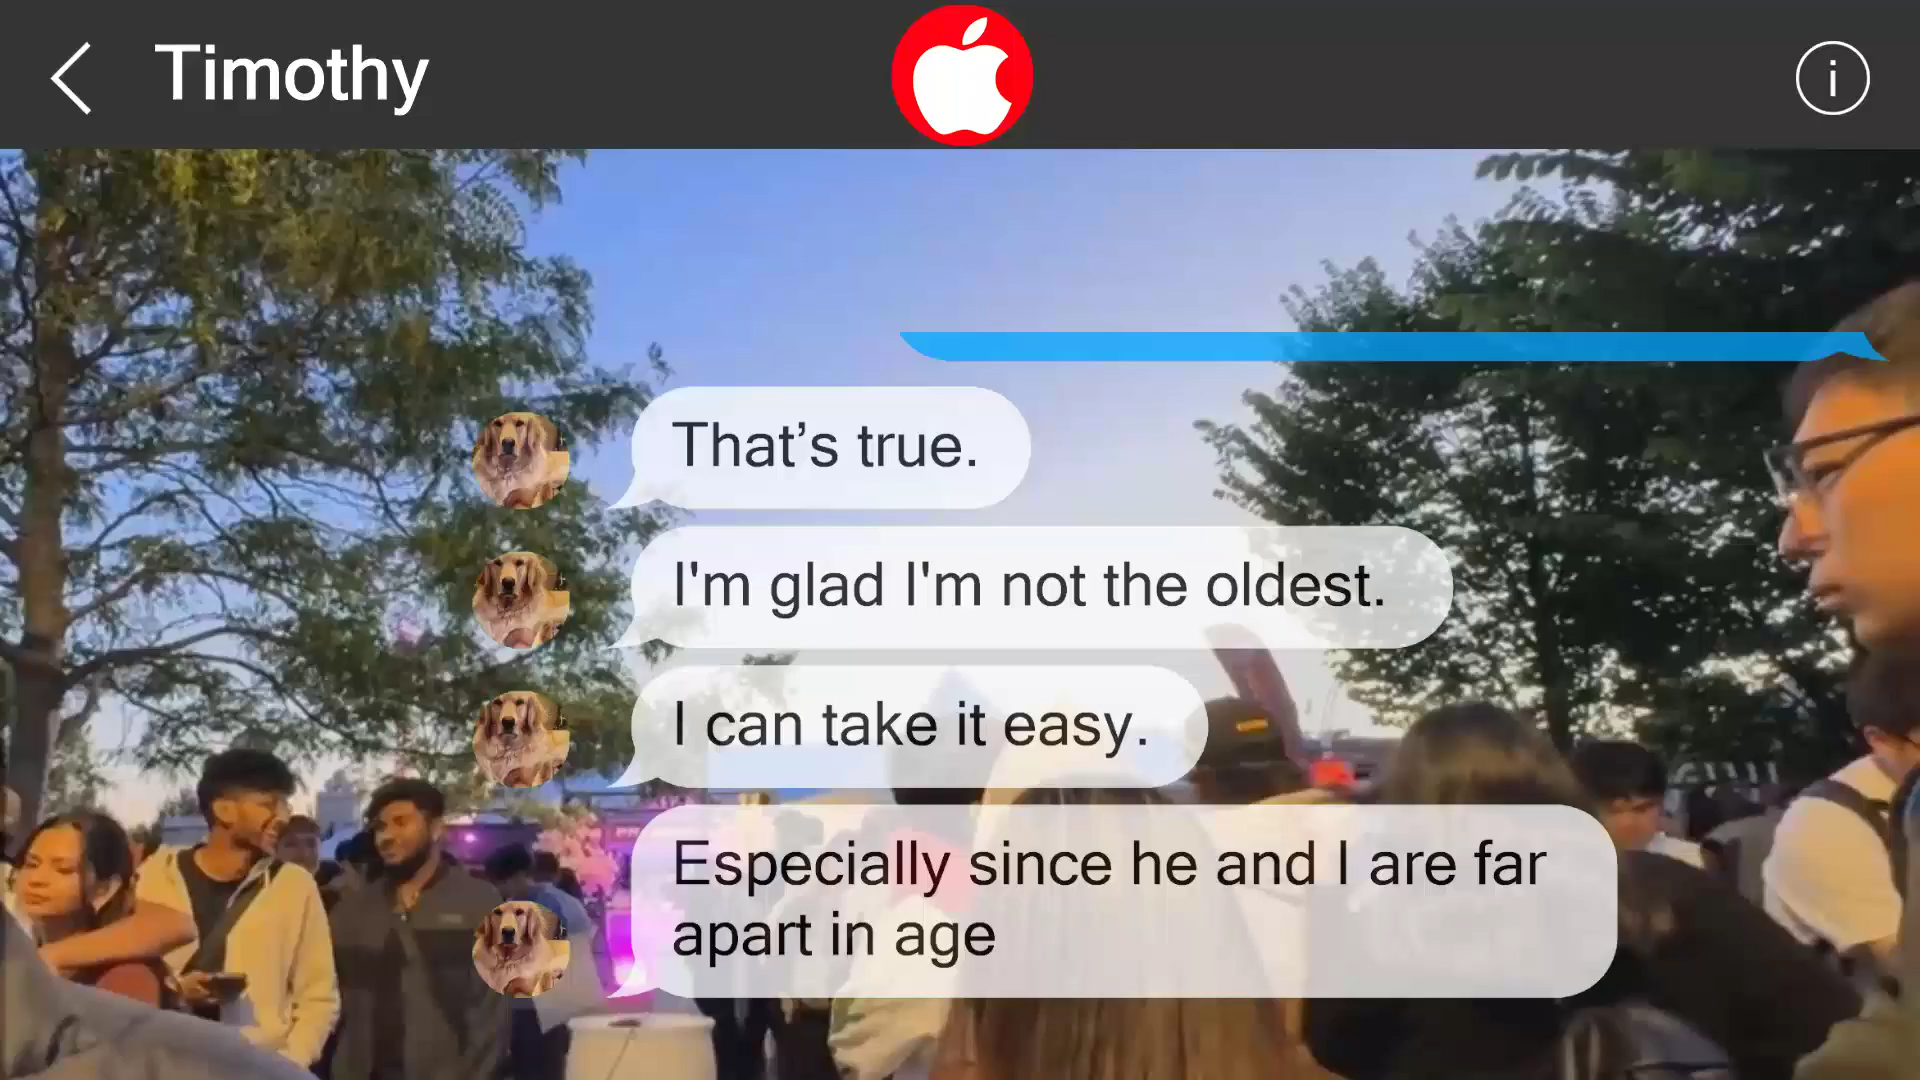 Timothy
That’s true.
I'm glad I'm not the oldest.
I can take it easy.
Especially since he and I are far
apart in age